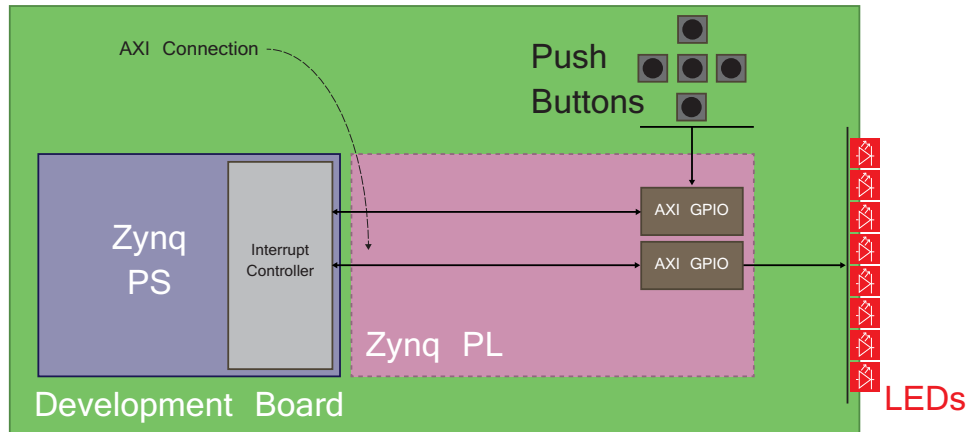 AXI Connection
Push
Buttons
Zynq
PS
Interrupt
Controller
AXI GPIO
AXI GPIO
Zynq PL
Development Board
LEDs